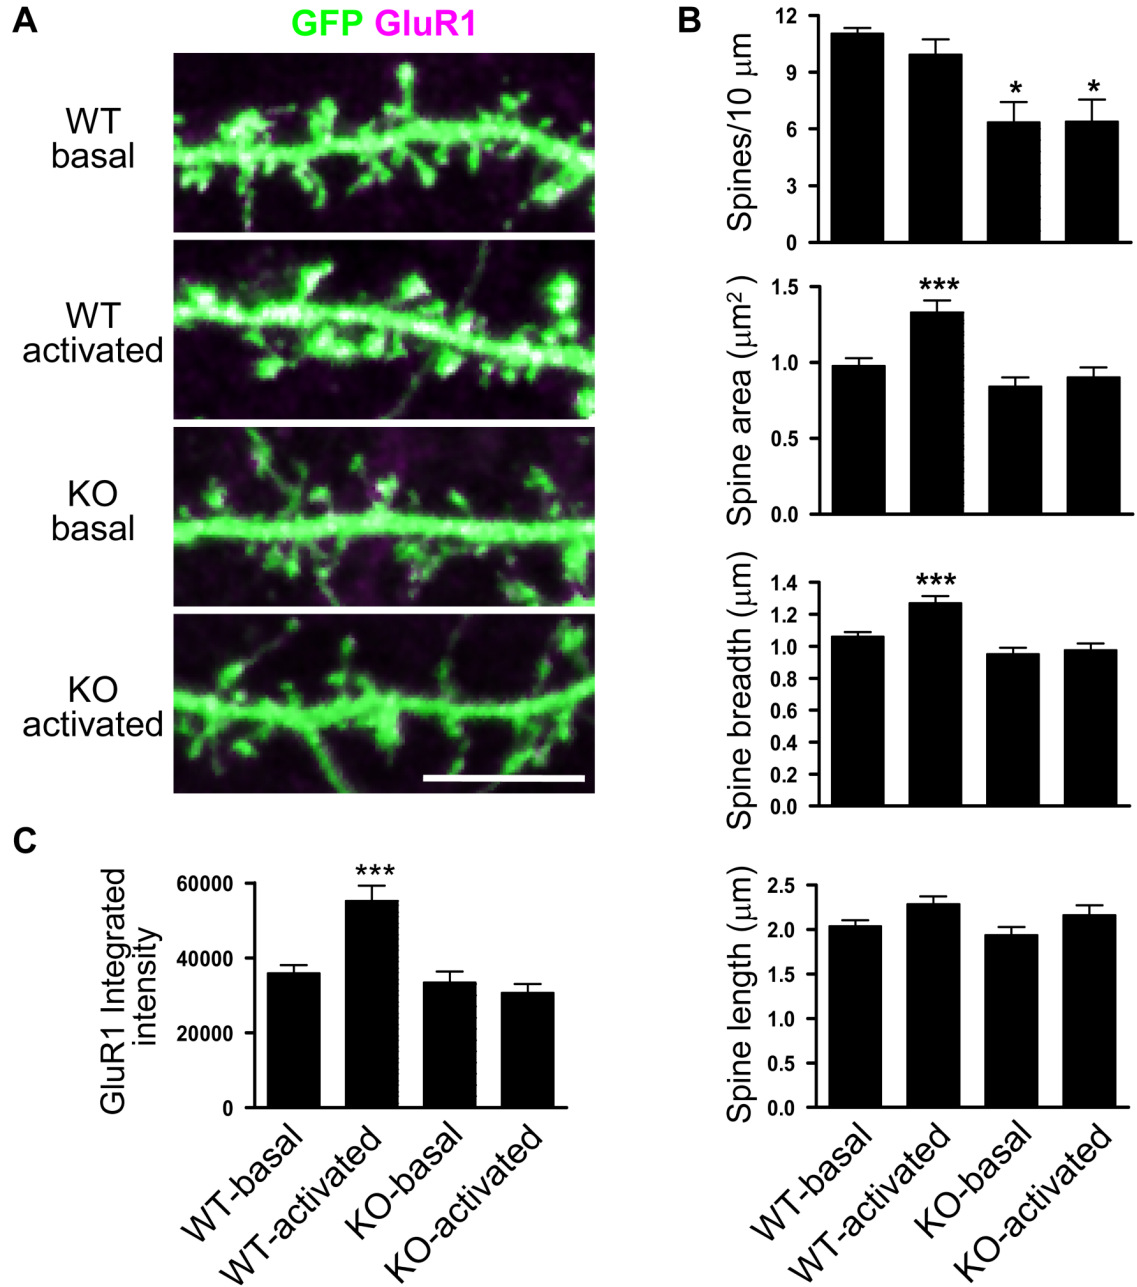 A
GFP GluR1
WT
basal
WT
activated
KO
basal
KO
activated
B
Spines/10 μm
12
9
6
3
0
*
*
Spine area (μm²)
1.5
1.0
0.5
0.0
***
Spine breadth (μm)
1.4
1.2
1.0
0.8
0.6
0.4
0.2
0.0
***
Spine length (μm)
2.5
2.0
1.5
1.0
0.5
0.0
WT-basal
WT-activated
KO-basal
KO-activated
C
GluR1 Integrated
intensity
60000
40000
20000
0
***
WT-basal
WT-activated
KO-basal
KO-activated